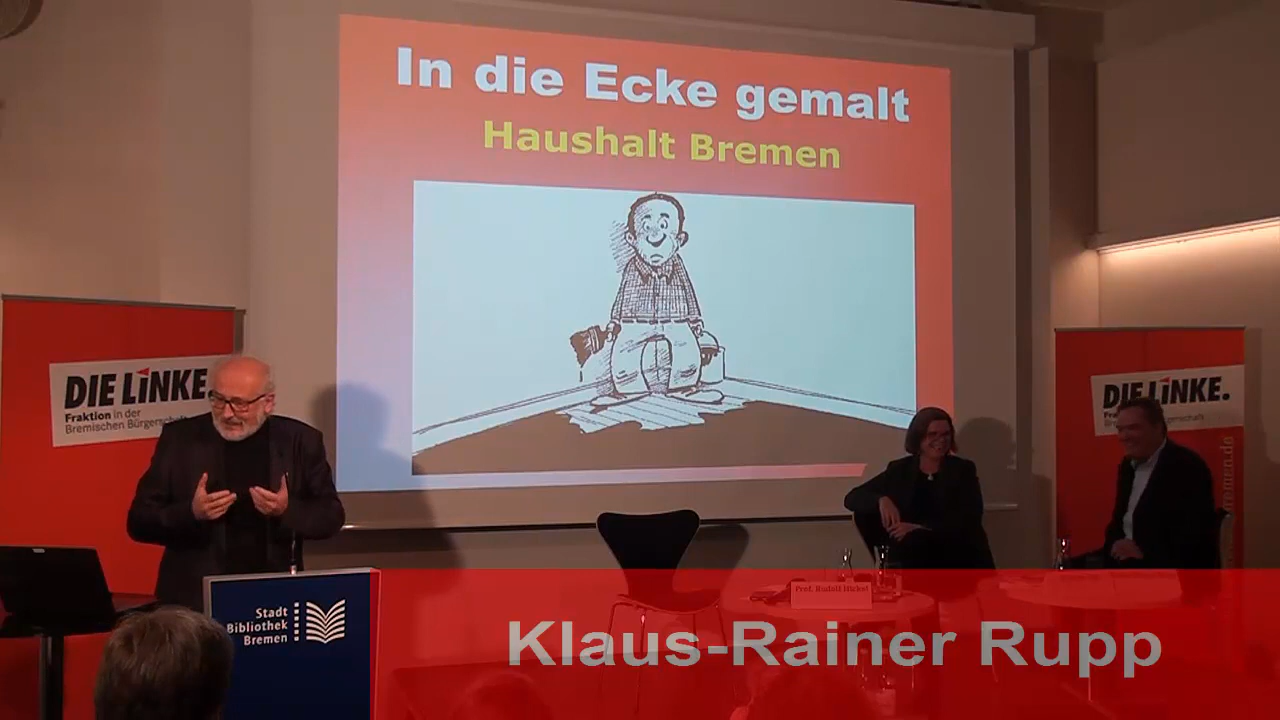 In die Ecke gemalt
Haushalt Bremen
DIE LINKE.
Fraktion in der
Bremischen Bürgerschaft
DIE LINKE.
Stadt
Bibliothek
Bremen
Prof. Rudolf Hickel
Klaus-Rainer Rupp